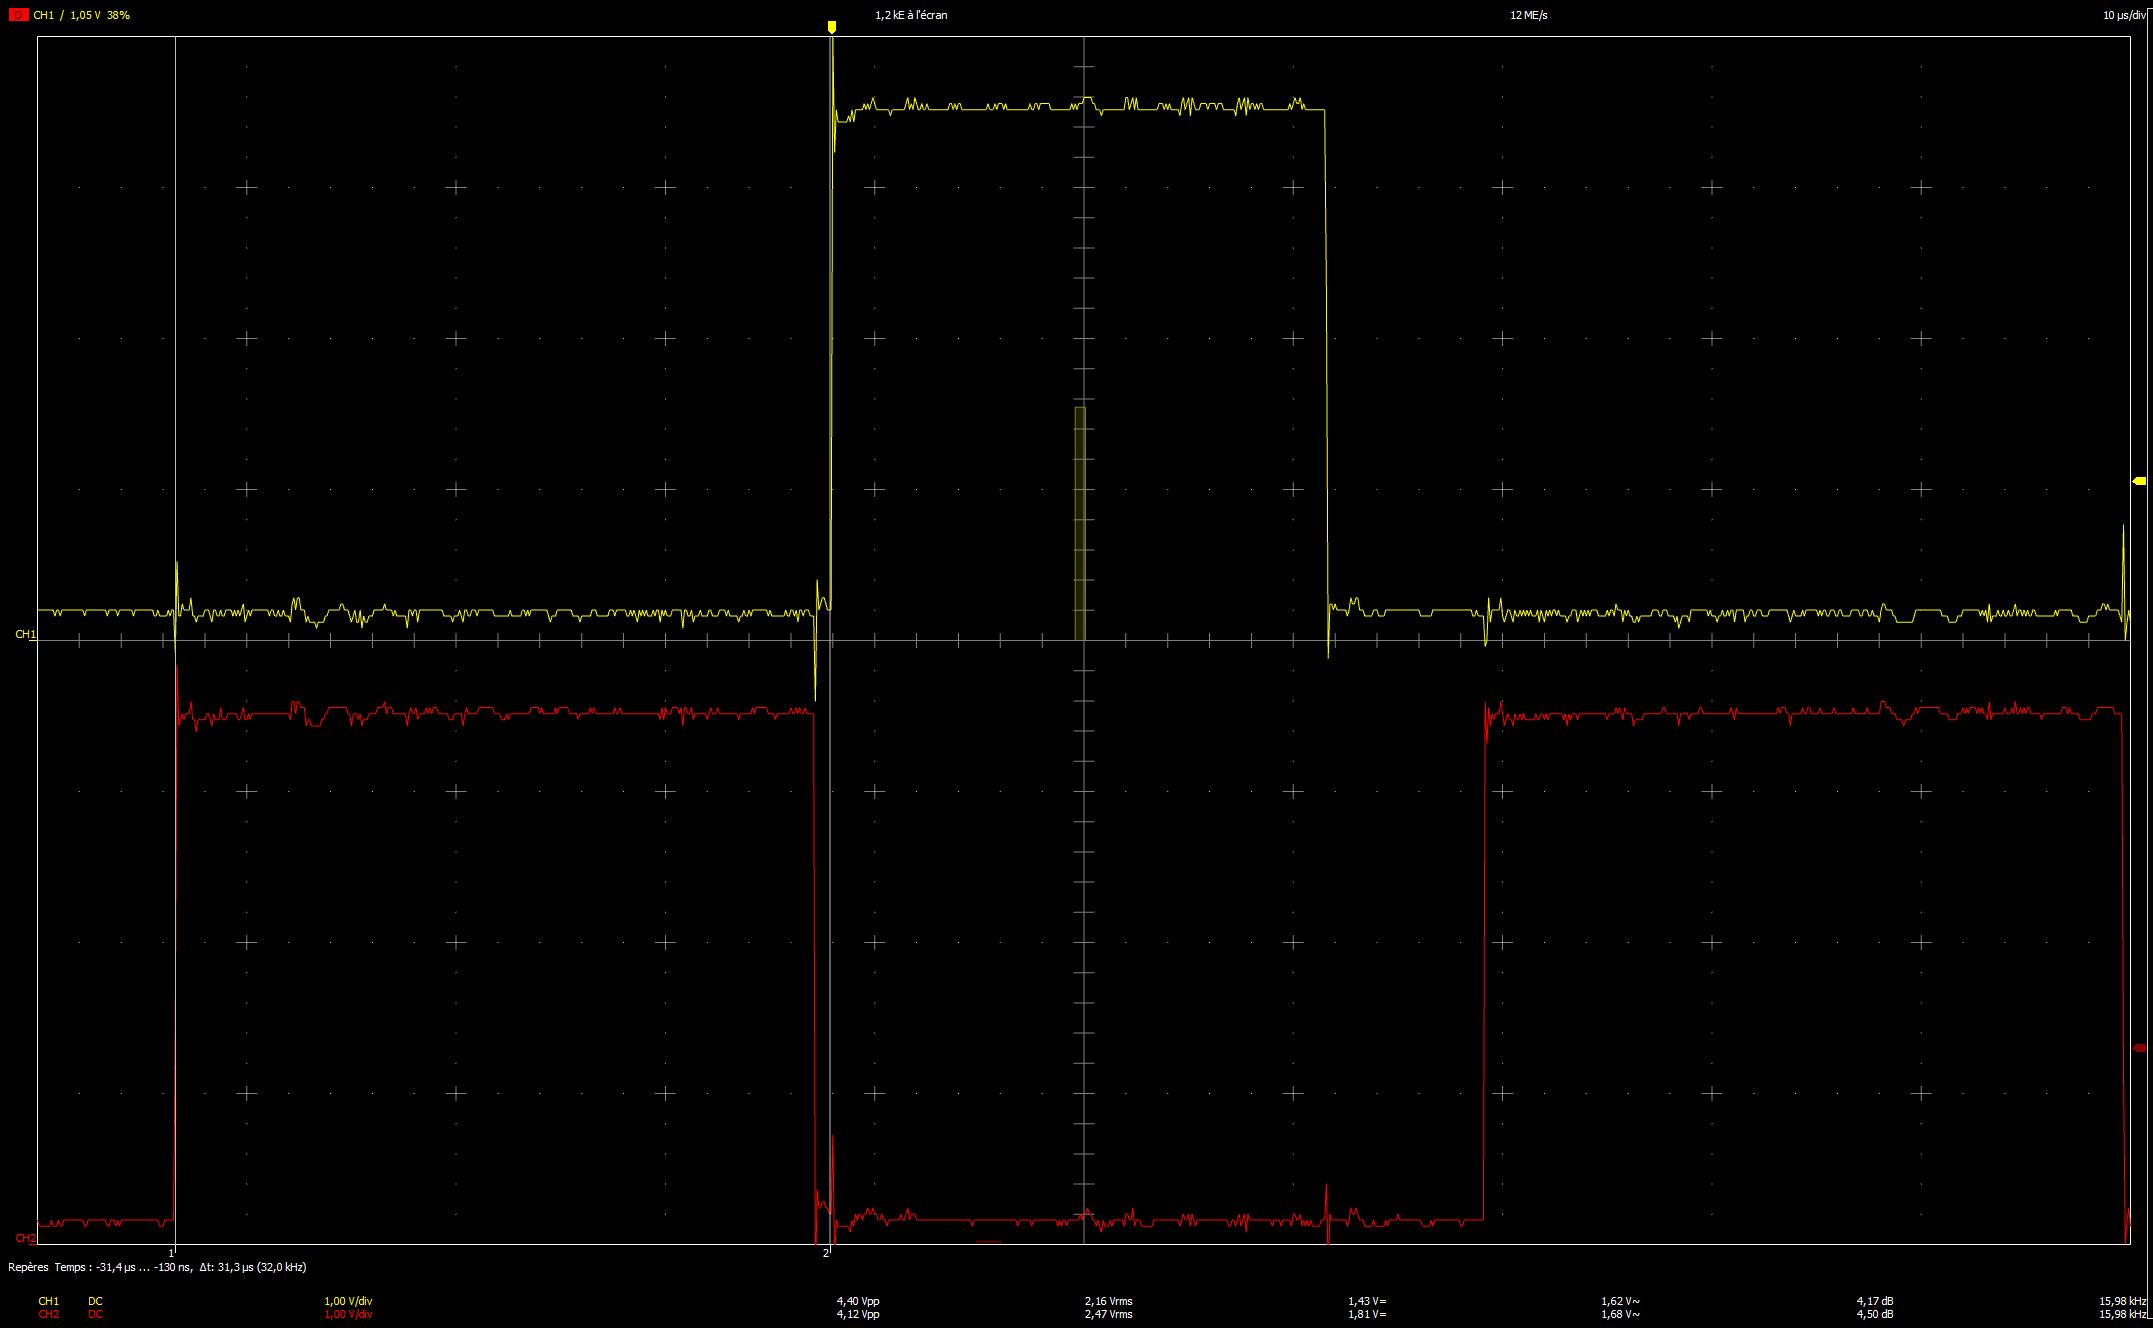 D CH1 / 1,05 V 38% 1,2 kE à l'écran 12 ME/s 10 µs/div
CH1
CH2
1 2
Repères Temps : -31,4 µs ... -130 ns, Δt: 31,3 µs (32,0 kHz)
CH1 DC 1,00 V/div 4,40 Vpp 2,16 Vrms 1,43 V= 1,62 V~ 4,17 dB 15,98 kHz
CH2 DC 1,00 V/div 4,12 Vpp 2,47 Vrms 1,81 V= 1,68 V~ 4,50 dB 15,98 kHz